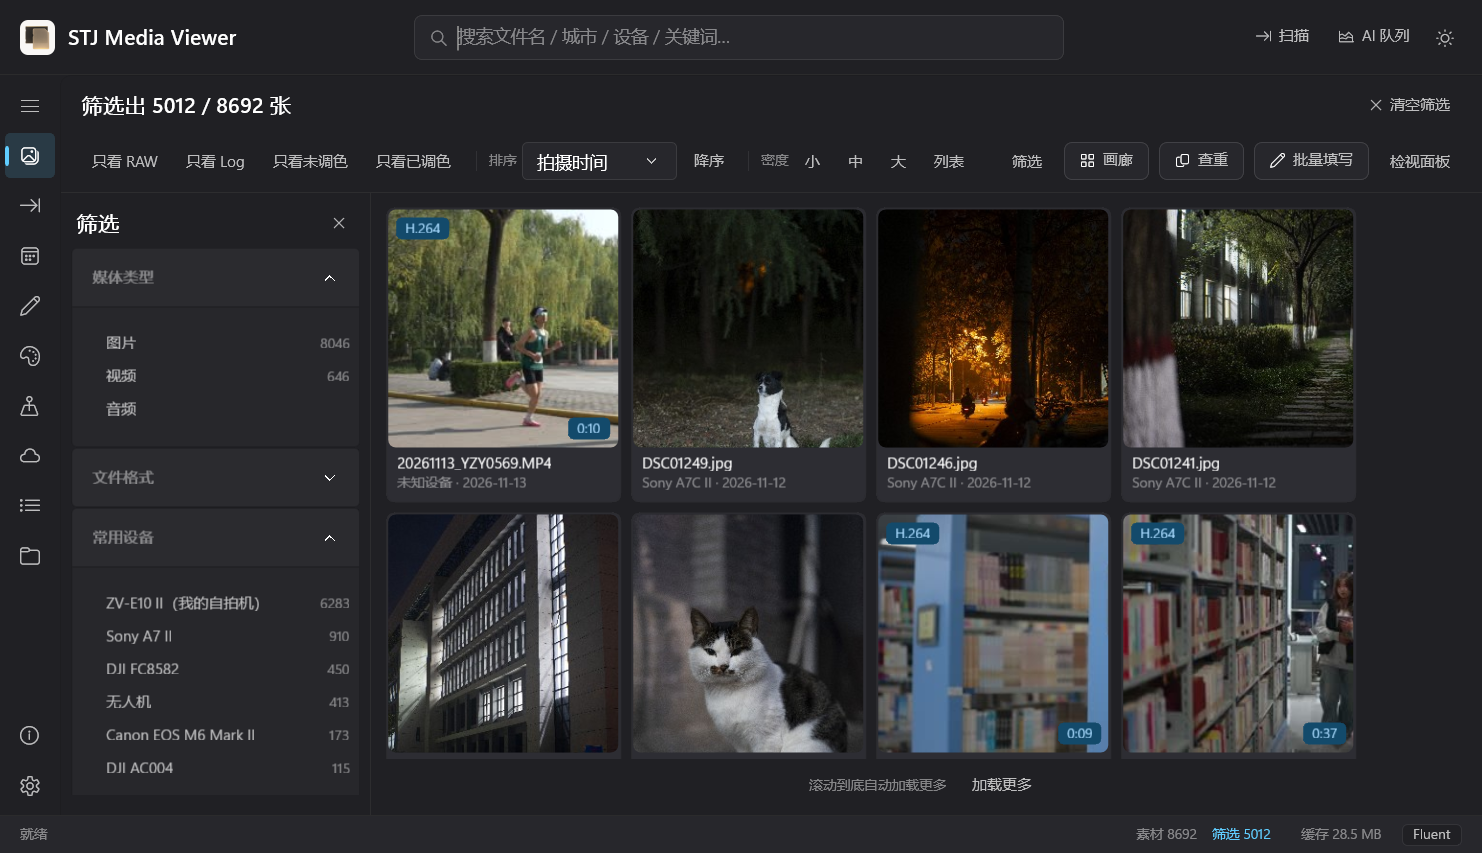 STJ Media Viewer
搜索文件名 / 城市 / 设备 / 关键词...
扫描
AI 队列
筛选出 5012 / 8692 张
清空筛选
只看 RAW
只看 Log
只看未调色
只看已调色
排序
拍摄时间
降序
密度
小
中
大
列表
筛选
画廊
查重
批量填写
检视面板
筛选
媒体类型
图片 8046
视频 646
音频
文件格式
常用设备
ZV-E10 II（我的自拍机） 6283
Sony A7 II 910
DJI FC8582 450
无人机 413
Canon EOS M6 Mark II 173
DJI AC004 115
H.264
0:10
20261113_YZY0569.MP4
未知设备 · 2026-11-13
DSC01249.jpg
Sony A7C II · 2026-11-12
DSC01246.jpg
Sony A7C II · 2026-11-12
DSC01241.jpg
Sony A7C II · 2026-11-12
H.264
0:09
H.264
0:37
滚动到底自动加载更多
加载更多
就绪
素材 8692
筛选 5012
缓存 28.5 MB
Fluent